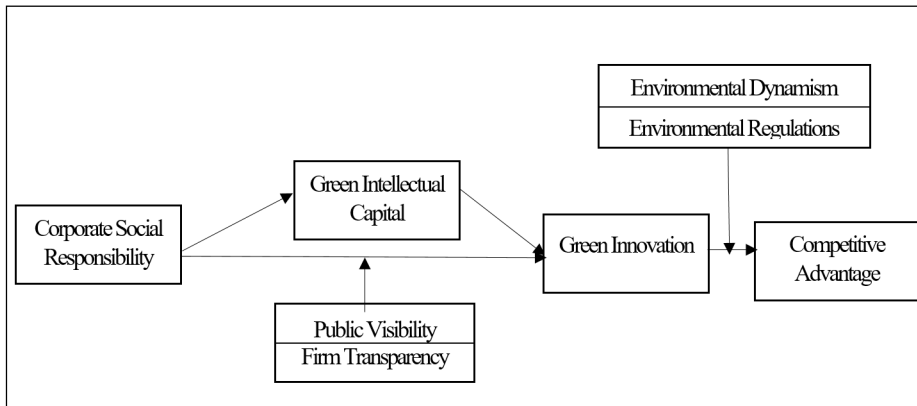 Environmental Dynamism
Environmental Regulations
Green Intellectual
Capital
Corporate Social
Responsibility
Green Innovation
Competitive
Advantage
Public Visibility
Firm Transparency